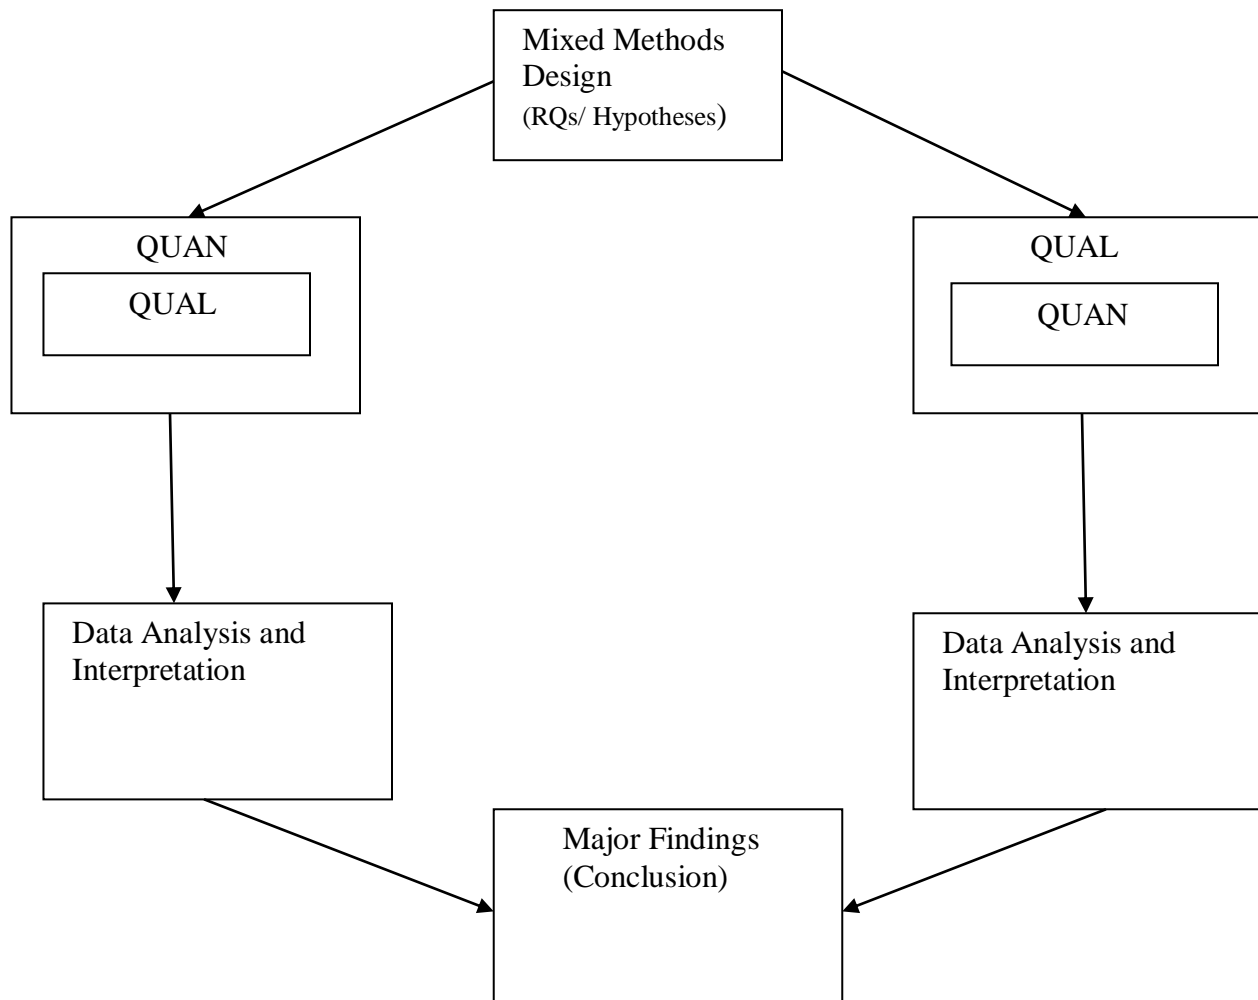 Mixed Methods
Design
(RQs/ Hypotheses)
QUAN
QUAL
QUAL
QUAN
Data Analysis and
Interpretation
Data Analysis and
Interpretation
Major Findings
(Conclusion)